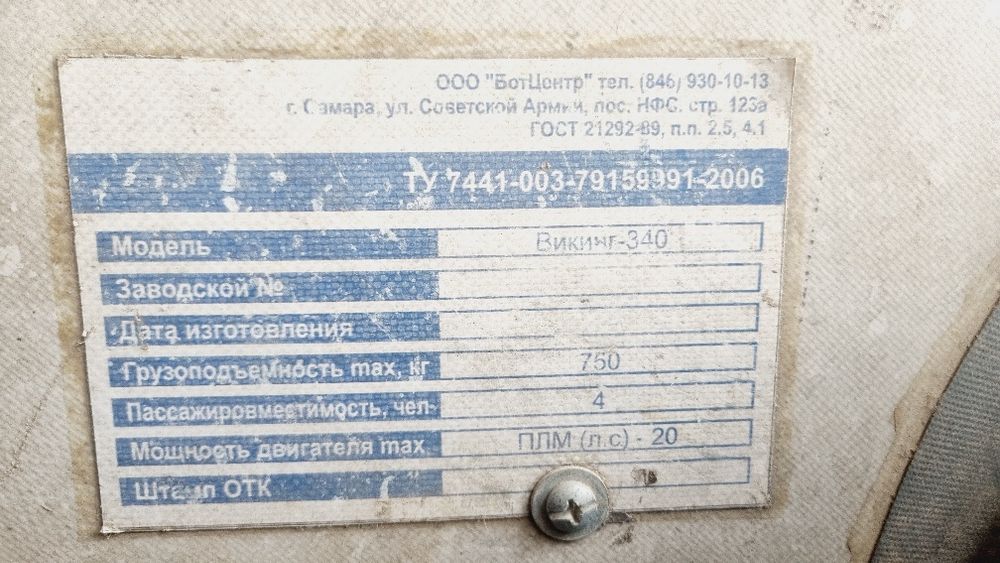 ООО "БотЦентр" тел. (846) 930-10-13
г. Самара, ул. Советской Армии, пос. НФС. стр. 123а
ГОСТ 21292-89, п.п. 2.5, 4.1
ТУ 7441-003-79159991-2006
Модель Викинг-340
Заводской №
Дата изготовления
Грузоподъемность max, кг 750
Пассажировместимость, чел. 4
Мощность двигателя max ПЛМ (л.с) - 20
Штамп ОТК